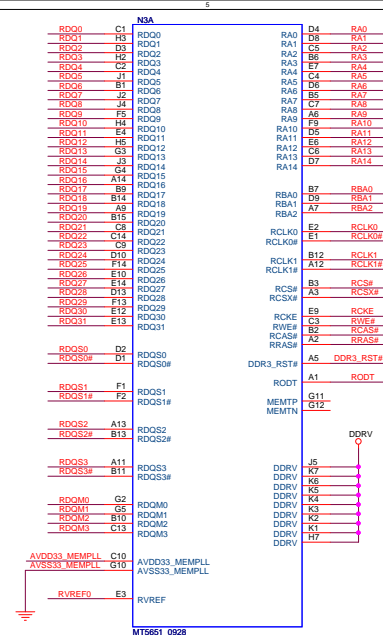 5
N3A
RDQ0 C1 RDQ0 RA0 D4 RA0
RDQ1 H3 RDQ1 RA1 D8 RA1
RDQ2 D3 RDQ2 RA2 C5 RA2
RDQ3 H2 RDQ3 RA3 B6 RA3
RDQ4 C2 RDQ4 RA4 E7 RA4
RDQ5 J1 RDQ5 RA5 C4 RA5
RDQ6 B1 RDQ6 RA6 D6 RA6
RDQ7 J2 RDQ7 RA7 B5 RA7
RDQ8 J4 RDQ8 RA8 C7 RA8
RDQ9 F5 RDQ9 RA9 A6 RA9
RDQ10 H4 RDQ10 RA10 F9 RA10
RDQ11 E4 RDQ11 RA11 D5 RA11
RDQ12 H5 RDQ12 RA12 E6 RA12
RDQ13 G3 RDQ13 RA13 C6 RA13
RDQ14 J3 RDQ14 RA14 D7 RA14
RDQ15 G4 RDQ15
RDQ16 A14 RDQ16
RDQ17 B9 RDQ17 RBA0 B7 RBA0
RDQ18 B14 RDQ18 RBA1 D9 RBA1
RDQ19 A9 RDQ19 RBA2 A7 RBA2
RDQ20 B15 RDQ20
RDQ21 C8 RDQ21 RCLK0 E2 RCLK0
RDQ22 C14 RDQ22 RCLK0# E1 RCLK0#
RDQ23 C9 RDQ23
RDQ24 D10 RDQ24 RCLK1 B12 RCLK1
RDQ25 F14 RDQ25 RCLK1# A12 RCLK1#
RDQ26 E10 RDQ26
RDQ27 E14 RDQ27 RCS# B3 RCS#
RDQ28 D13 RDQ28 RCSX# A3 RCSX#
RDQ29 F13 RDQ29
RDQ30 E12 RDQ30 RCKE E9 RCKE
RDQ31 E13 RDQ31 RWE# C3 RWE#
RCAS# B2 RCAS#
RRAS# A2 RRAS#
RDQS0 D2 RDQS0
RDQS0# D1 RDQS0# DDR3_RST# A5 DDR3_RST#
RODT A1 RODT
RDQS1 F1 RDQS1
RDQS1# F2 RDQS1# MEMTP G11
MEMTN G12
RDQS2 A13 RDQS2
RDQS2# B13 RDQS2#
DDRV
RDQS3 A11 RDQS3 DDRV J5
RDQS3# B11 RDQS3# DDRV K7
DDRV K6
DDRV K5
RDQM0 G2 RDQM0 DDRV K4
RDQM1 G5 RDQM1 DDRV K3
RDQM2 B10 RDQM2 DDRV K2
RDQM3 C13 RDQM3 DDRV K1
DDRV H7
AVDD33_MEMPLL C10 AVDD33_MEMPLL
AVSS33_MEMPLL G10 AVSS33_MEMPLL
RVREF0 E3 RVREF
MT5651_0928